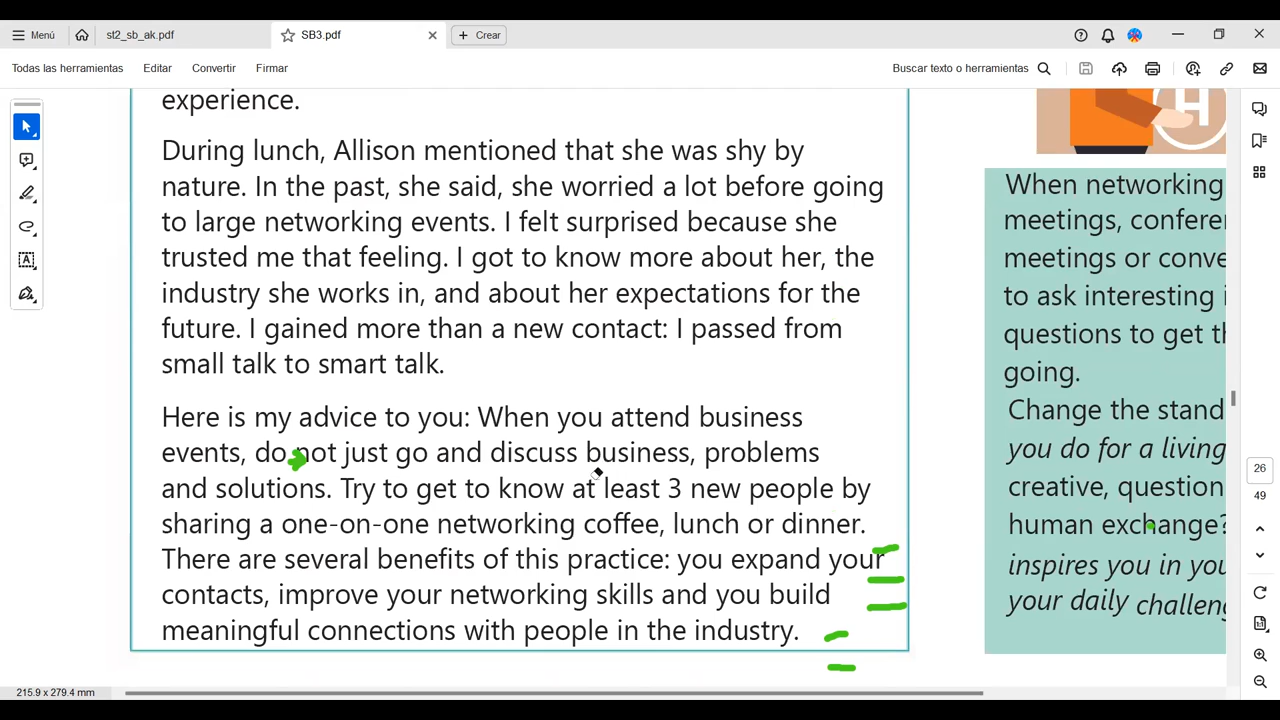 Menú
st2_sb_ak.pdf
SB3.pdf
Crear
Todas las herramientas
Editar
Convertir
Firmar
Buscar texto o herramientas
experience.
During lunch, Allison mentioned that she was shy by
nature. In the past, she said, she worried a lot before going
to large networking events. I felt surprised because she
trusted me that feeling. I got to know more about her, the
industry she works in, and about her expectations for the
future. I gained more than a new contact: I passed from
small talk to smart talk.
Here is my advice to you: When you attend business
events, do not just go and discuss business, problems
and solutions. Try to get to know at least 3 new people by
sharing a one-on-one networking coffee, lunch or dinner.
There are several benefits of this practice: you expand your
contacts, improve your networking skills and you build
meaningful connections with people in the industry.
H
When networking
meetings, conferen
meetings or conve
to ask interesting i
questions to get th
going.
Change the stand
you do for a living
creative, question
human exchange?
inspires you in you
your daily challeng
26
49
215.9 x 279.4 mm